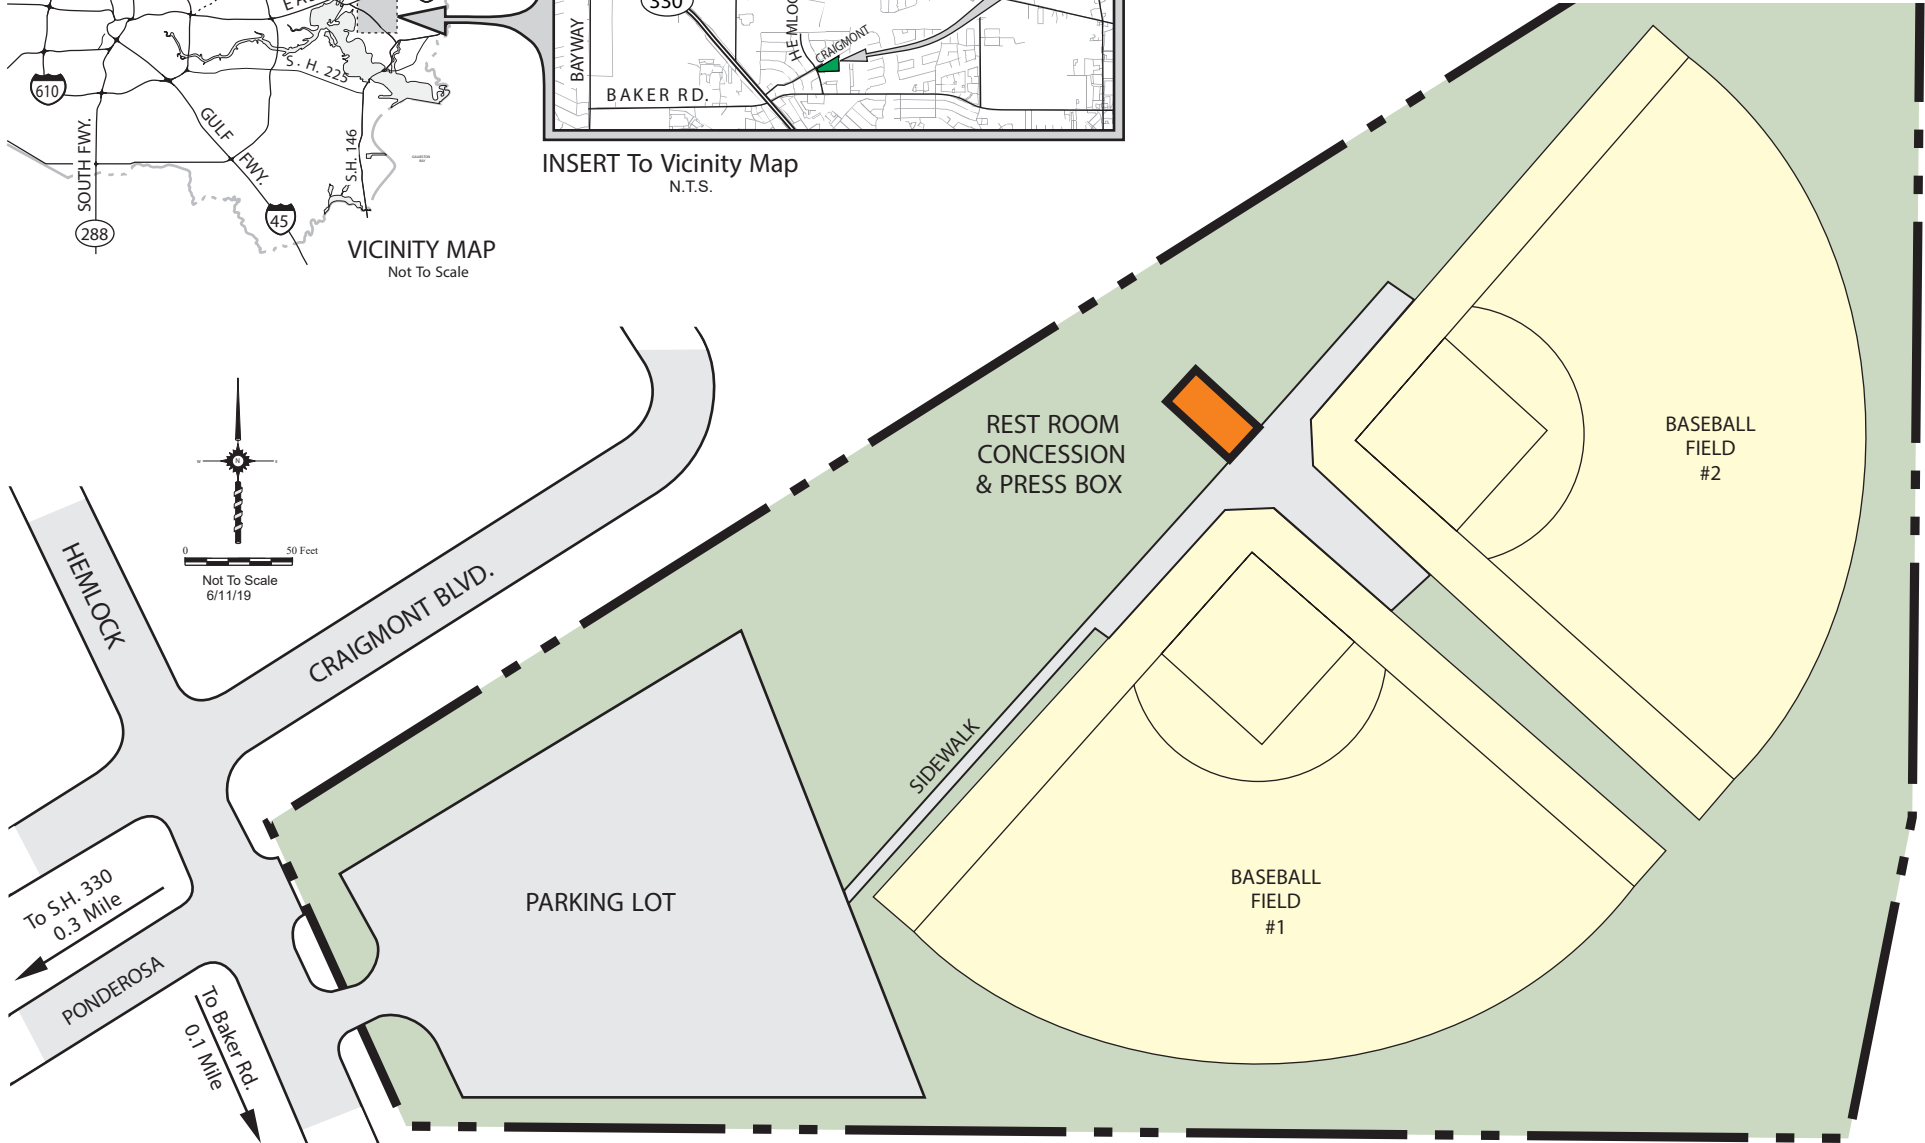 610
S. H. 225
SOUTH FWY.
GULF FWY.
S.H. 146
288
45
VICINITY MAP
Not To Scale
330
BAYWAY
HEMLOC
CRAIGMONT
BAKER RD.
INSERT To Vicinity Map
N.T.S.
N
0 50 Feet
Not To Scale
6/11/19
HEMLOCK
CRAIGMONT BLVD.
REST ROOM
CONCESSION
& PRESS BOX
BASEBALL
FIELD
#2
SIDEWALK
BASEBALL
FIELD
#1
PARKING LOT
To S.H. 330
0.3 Mile
PONDEROSA
To Baker Rd.
0.1 Mile